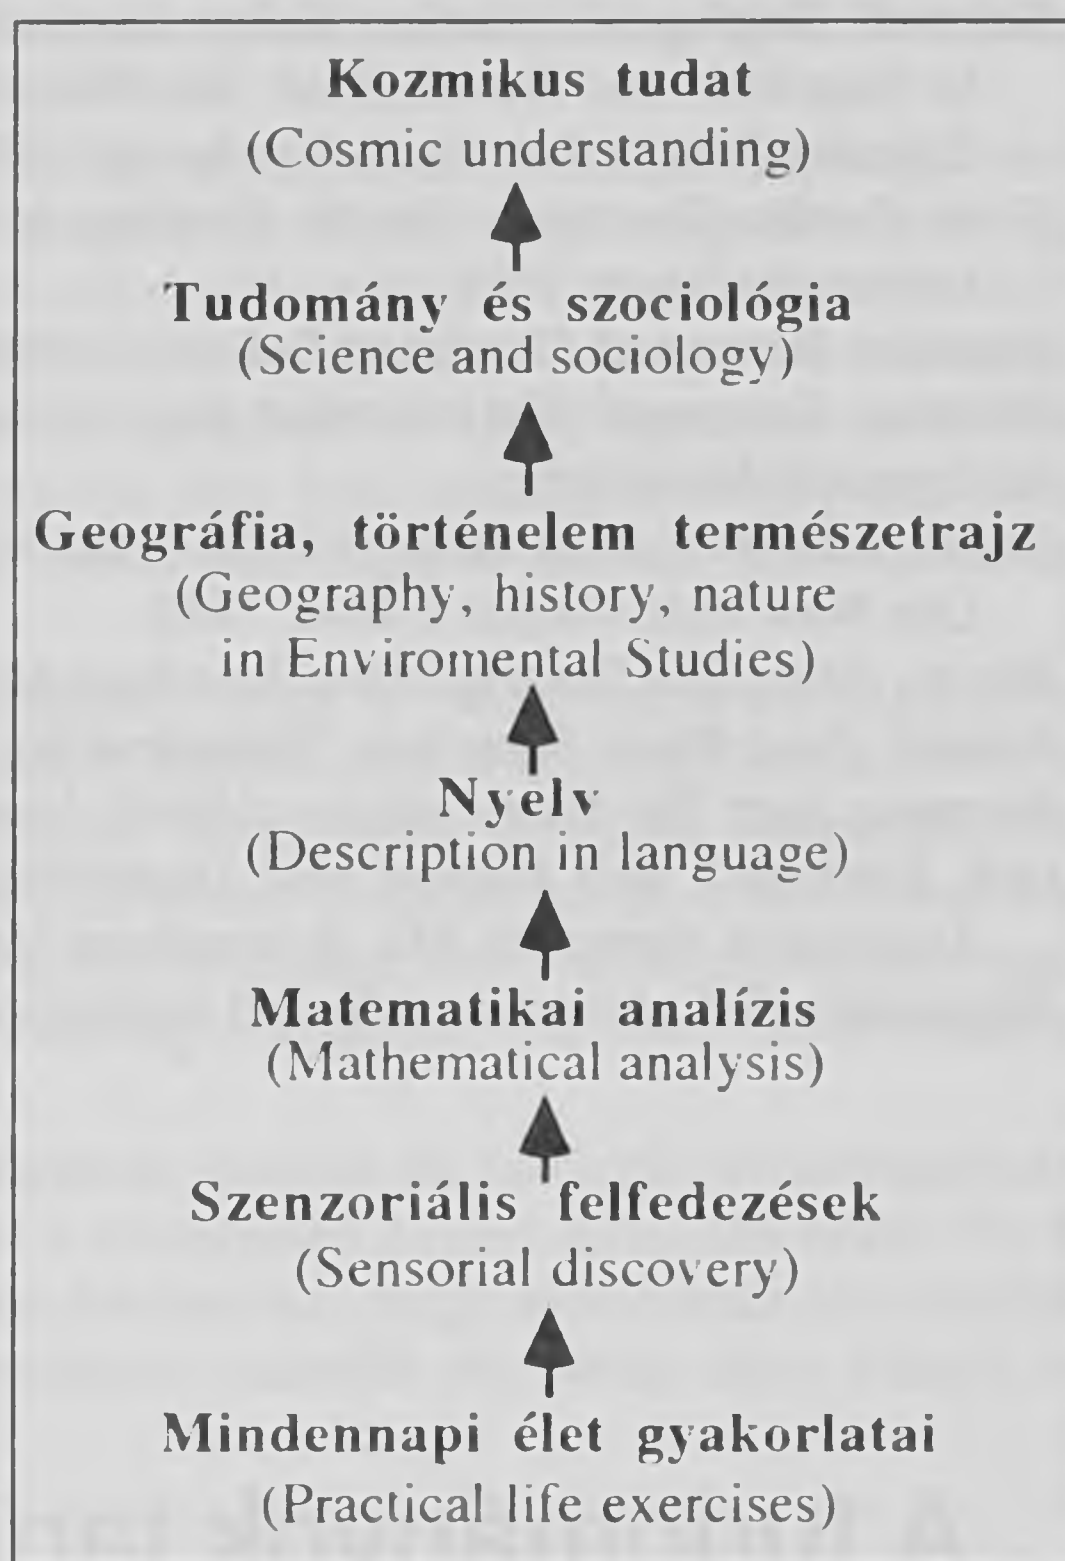 Kozmikus tudat
(Cosmic understanding)
Tudomány és szociológia
(Science and sociology)
Geográfia, történelem természetrajz
(Geography, history, nature
in Enviromental Studies)
Nyelv
(Description in language)
Matematikai analízis
(Mathematical analysis)
Szenzoriális felfedezések
(Sensorial discovery)
Mindennapi élet gyakorlatai
(Practical life exercises)